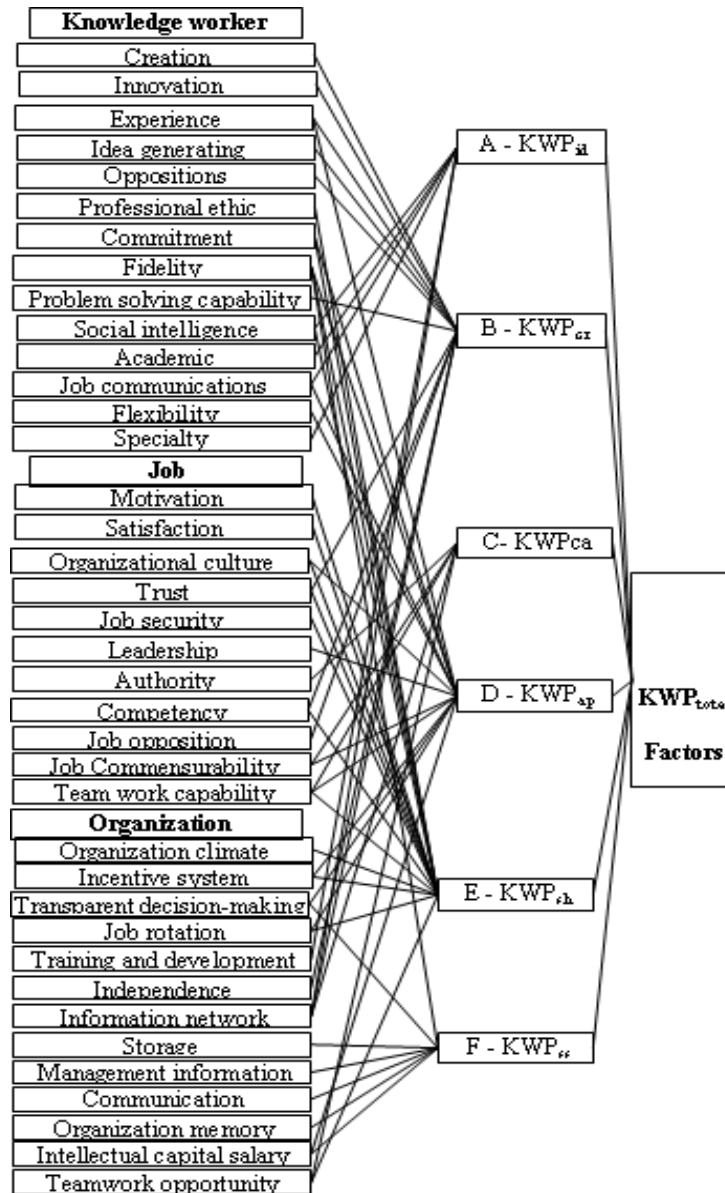 Knowledge worker
Creation
Innovation
Experience
Idea generating
Oppositions
Professional ethic
Commitment
Fidelity
Problem solving capability
Social intelligence
Academic
Job communications
Flexibility
Specialty
Job
Motivation
Satisfaction
Organizational culture
Trust
Job security
Leadership
Authority
Competency
Job opposition
Job Commensurability
Team work capability
Organization
Organization climate
Incentive system
Transparent decision-making
Job rotation
Training and development
Independence
Information network
Storage
Management information
Communication
Organization memory
Intellectual capital salary
Teamwork opportunity
A - KWP
B - KWP
C- KWPca
D - KWPap
E - KWPsh
F - KWP
KWPtota
Factors